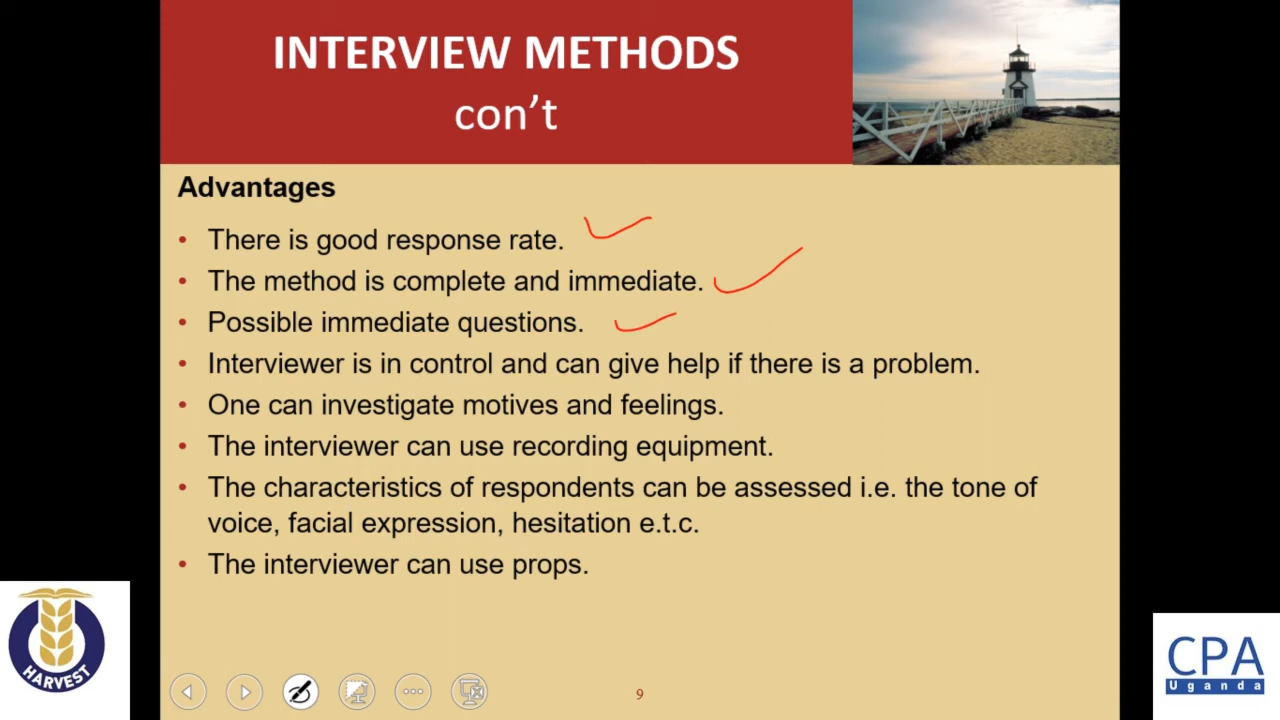 INTERVIEW METHODS
con’t
Advantages
• There is good response rate.
• The method is complete and immediate.
• Possible immediate questions.
• Interviewer is in control and can give help if there is a problem.
• One can investigate motives and feelings.
• The interviewer can use recording equipment.
• The characteristics of respondents can be assessed i.e. the tone of
voice, facial expression, hesitation e.t.c.
• The interviewer can use props.
HARVEST
9
CPA
Uganda